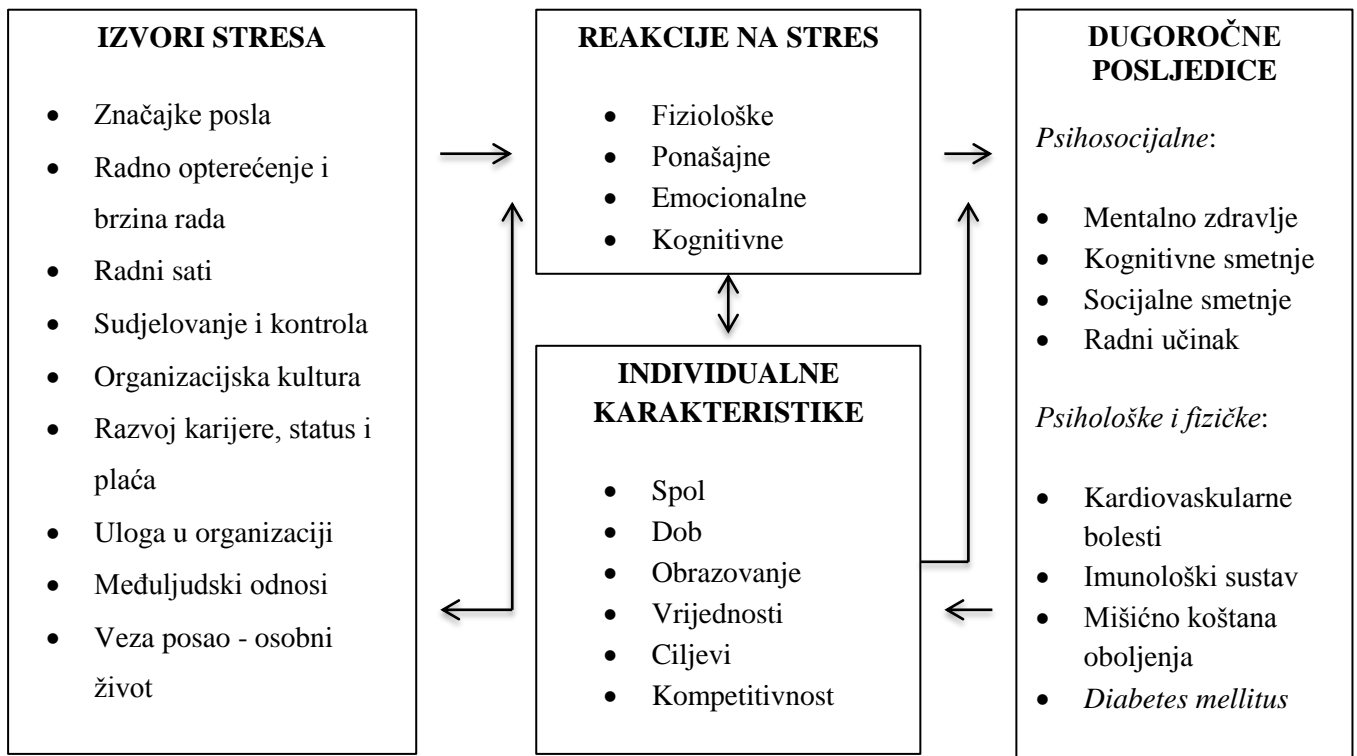 IZVORI STRESA
• Značajke posla
• Radno opterećenje i
brzina rada
• Radni sati
• Sudjelovanje i kontrola
• Organizacijska kultura
• Razvoj karijere, status i
plaća
• Uloga u organizaciji
• Međuljudski odnosi
• Veza posao - osobni
život
REAKCIJE NA STRES
• Fiziološke
• Ponašajne
• Emocionalne
• Kognitivne
INDIVIDUALNE
KARAKTERISTIKE
• Spol
• Dob
• Obrazovanje
• Vrijednosti
• Ciljevi
• Kompetitivnost
DUGOROČNE
POSLJEDICE
Psihosocijalne:
• Mentalno zdravlje
• Kognitivne smetnje
• Socijalne smetnje
• Radni učinak
Psihološke i fizičke:
• Kardiovaskularne
bolesti
• Imunološki sustav
• Mišićno koštana
oboljenja
• Diabetes mellitus